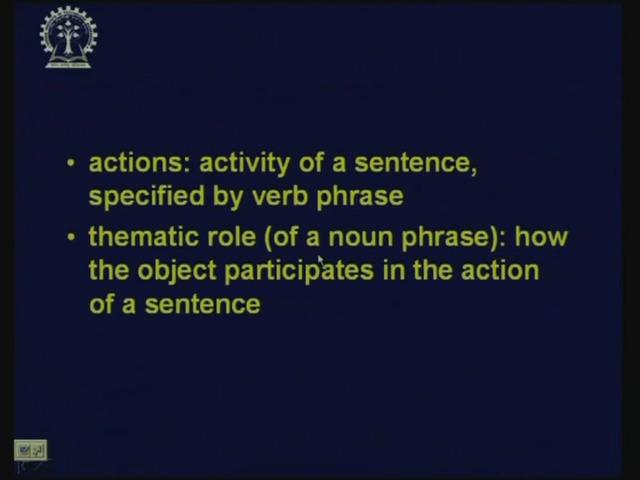 • actions: activity of a sentence,
specified by verb phrase
• thematic role (of a noun phrase): how
the object participates in the action
of a sentence